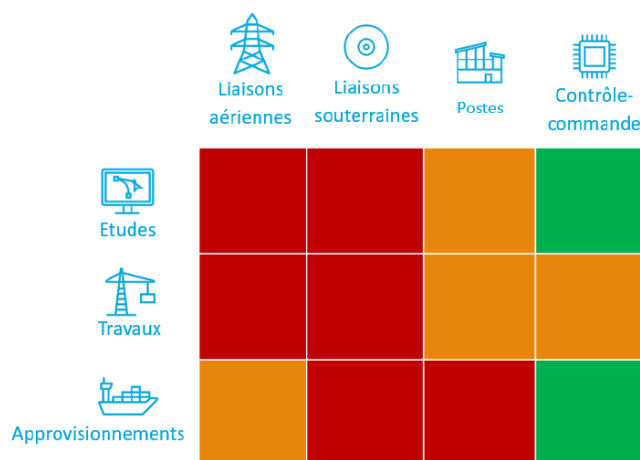 Liaisons
aériennes
Liaisons
souterraines
Postes
Contrôle-
commande
Etudes
Travaux
Approvisionnements